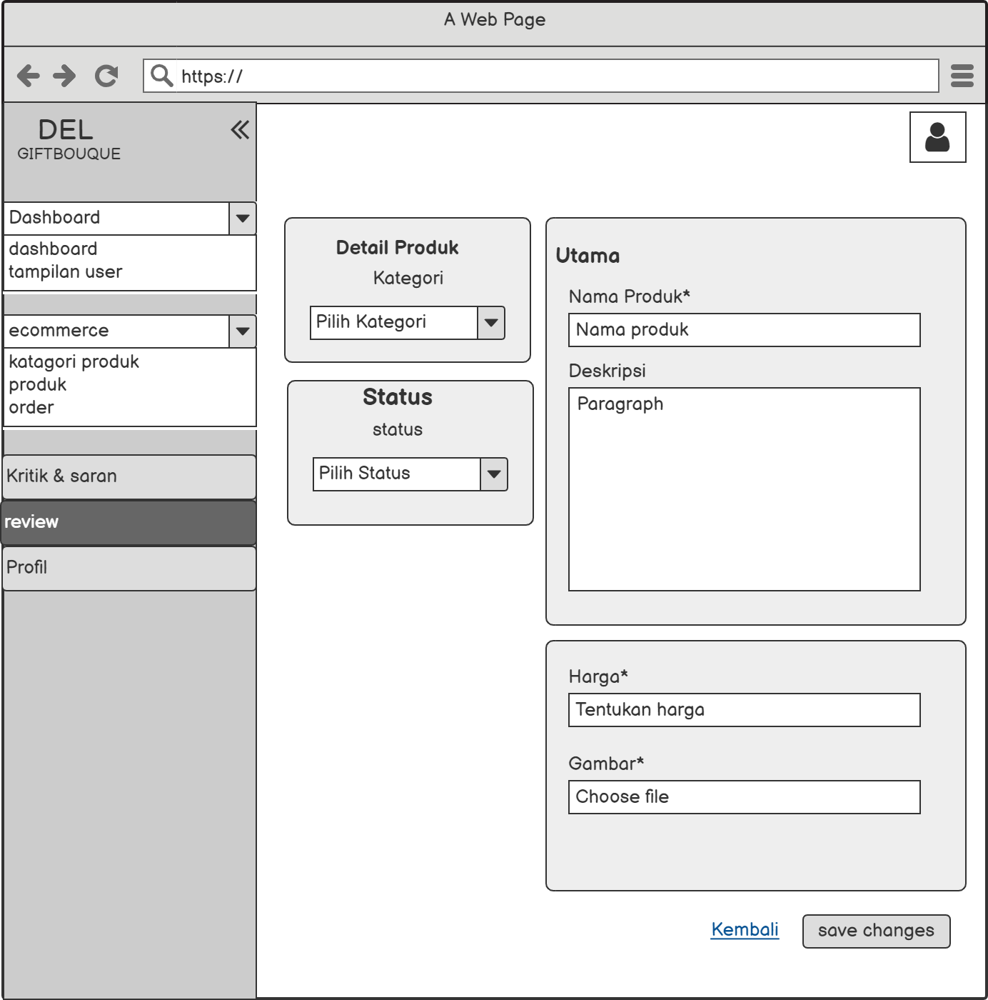 A Web Page
https://
DEL
GIFTBOUQUE
Dashboard
dashboard
tampilan user
ecommerce
katagori produk
produk
order
Kritik & saran
review
Profil
Detail Produk
Kategori
Pilih Kategori
Status
status
Pilih Status
Utama
Nama Produk*
Nama produk
Deskripsi
Paragraph
Harga*
Tentukan harga
Gambar*
Choose file
Kembali
save changes